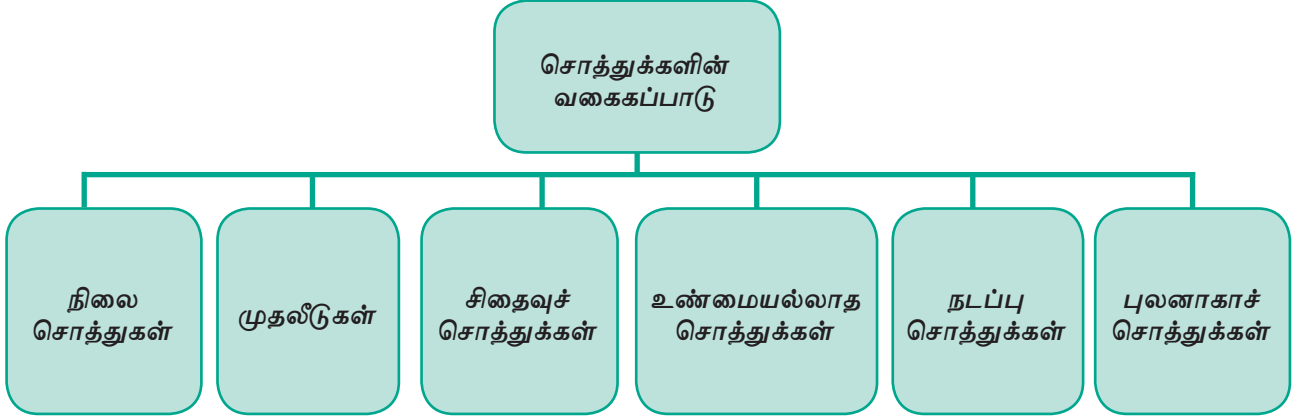 சொத்துக்களின்
வகைகப்பாடு
நிலை
சொத்துகள்
முதலீடுகள்
சிதைவுச்
சொத்துக்கள்
உண்மையல்லாத
சொத்துக்கள்
நடப்பு
சொத்துக்கள்
புலனாகாச்
சொத்துக்கள்